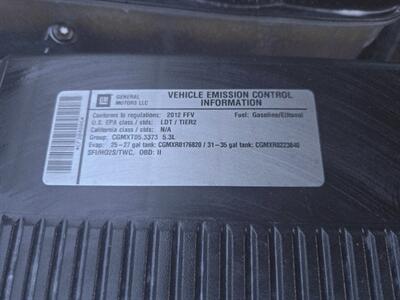 GM
GENERAL
MOTORS LLC
VEHICLE EMISSION CONTROL
INFORMATION
Conforms to regulations: 2012 FFV Fuel: Gasoline/Ethanol
U.S. EPA class / stds: LDT / TIER2
California class / stds: N/A
Group: CGMXT05.3373 5.3L
Evap: 25 - 27 gal tank: CGMXR0176820 / 31 - 35 gal tank: CGMXR0223840
SFI/HO2S/TWC, OBD: II